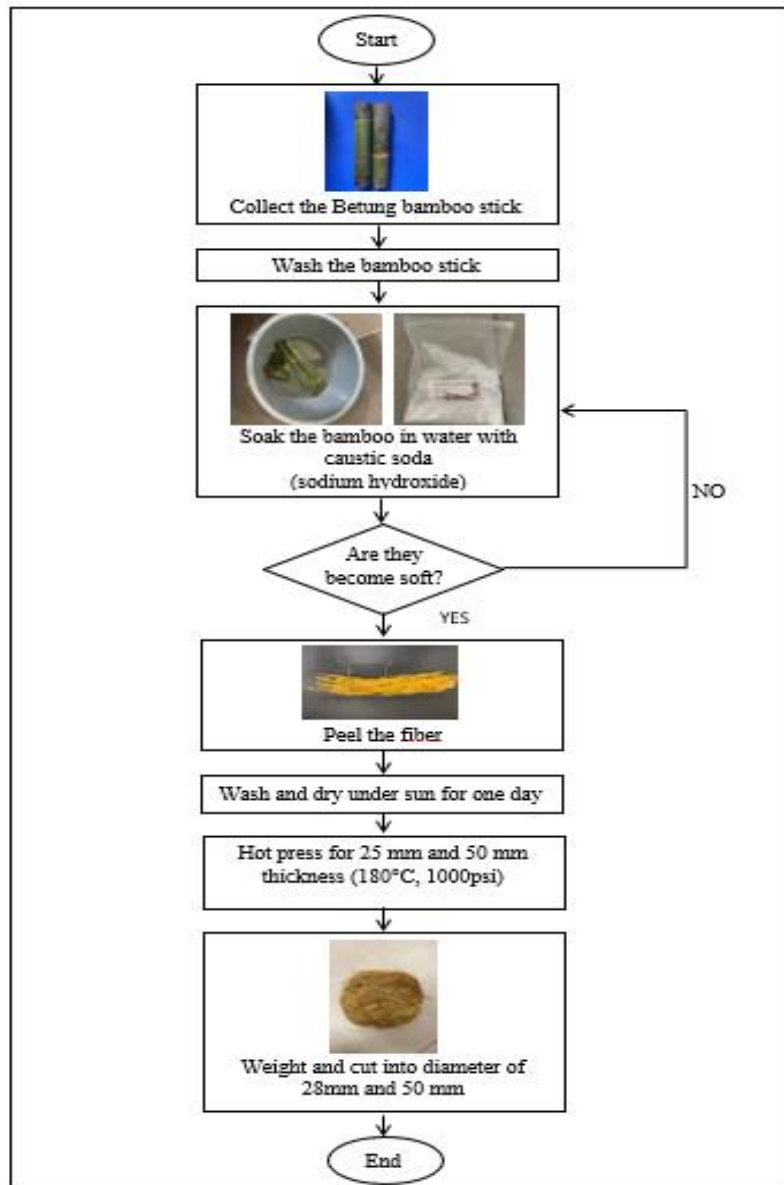 Start
Collect the Betung bamboo stick
Wash the bamboo stick
Soak the bamboo in water with
caustic soda
(sodium hydroxide)
NO
Are they
become soft?
YES
Peel the fiber
Wash and dry under sun for one day
Hot press for 25 mm and 50 mm
thickness (180°C, 1000psi)
Weight and cut into diameter of
28mm and 50 mm
End